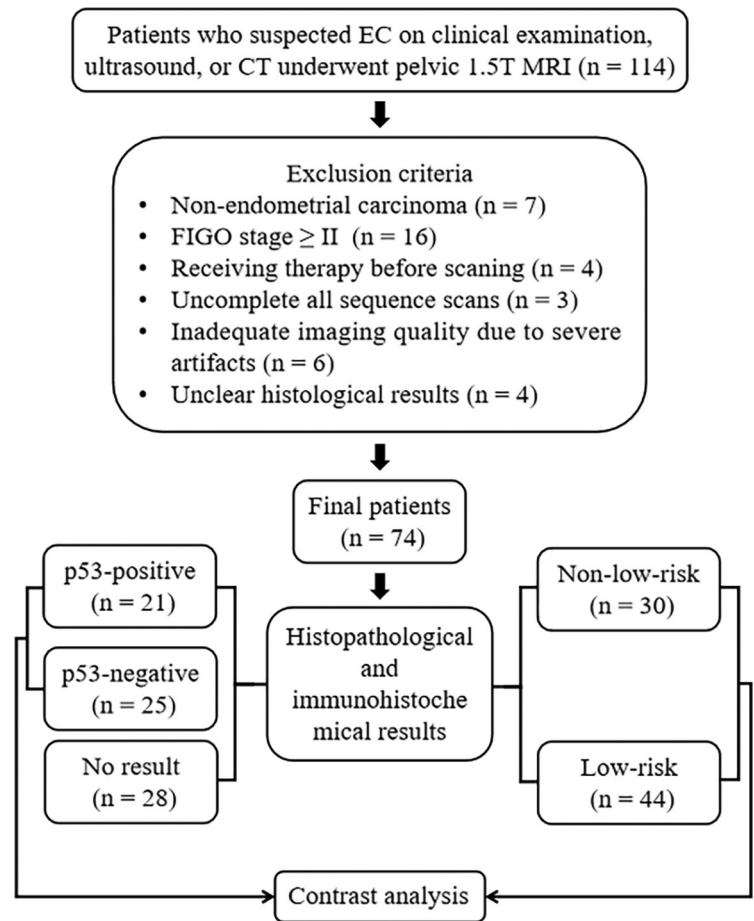 Patients who suspected EC on clinical examination,
ultrasound, or CT underwent pelvic 1.5T MRI (n = 114)
Exclusion criteria
• Non-endometrial carcinoma (n = 7)
• FIGO stage ≥ II (n = 16)
• Receiving therapy before scaning (n = 4)
• Uncomplete all sequence scans (n = 3)
• Inadequate imaging quality due to severe
artifacts (n = 6)
• Unclear histological results (n = 4)
Final patients
(n = 74)
p53-positive
(n = 21)
p53-negative
(n = 25)
No result
(n = 28)
Histopathological
and
immunohistoche
mical results
Non-low-risk
(n = 30)
Low-risk
(n = 44)
Contrast analysis